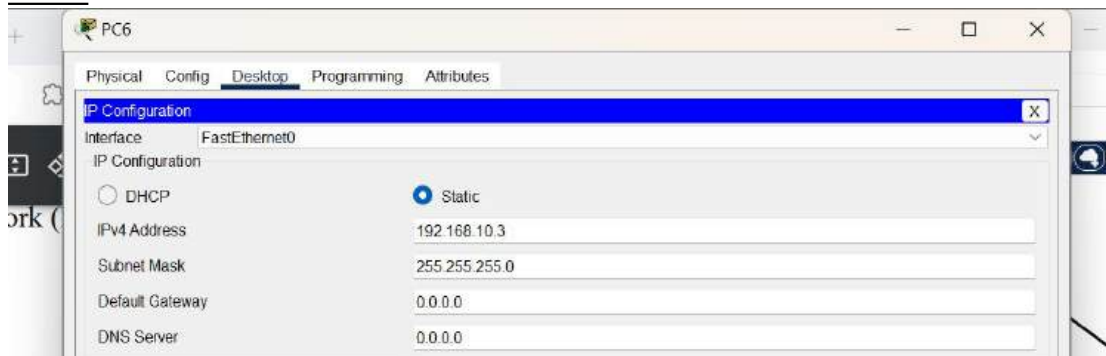 PC6
Physical Config Desktop Programming Attributes
IP Configuration
X
Interface FastEthernet0
IP Configuration
DHCP Static
ork (
IPv4 Address 192.168.10.3
Subnet Mask 255.255.255.0
Default Gateway 0.0.0.0
DNS Server 0.0.0.0